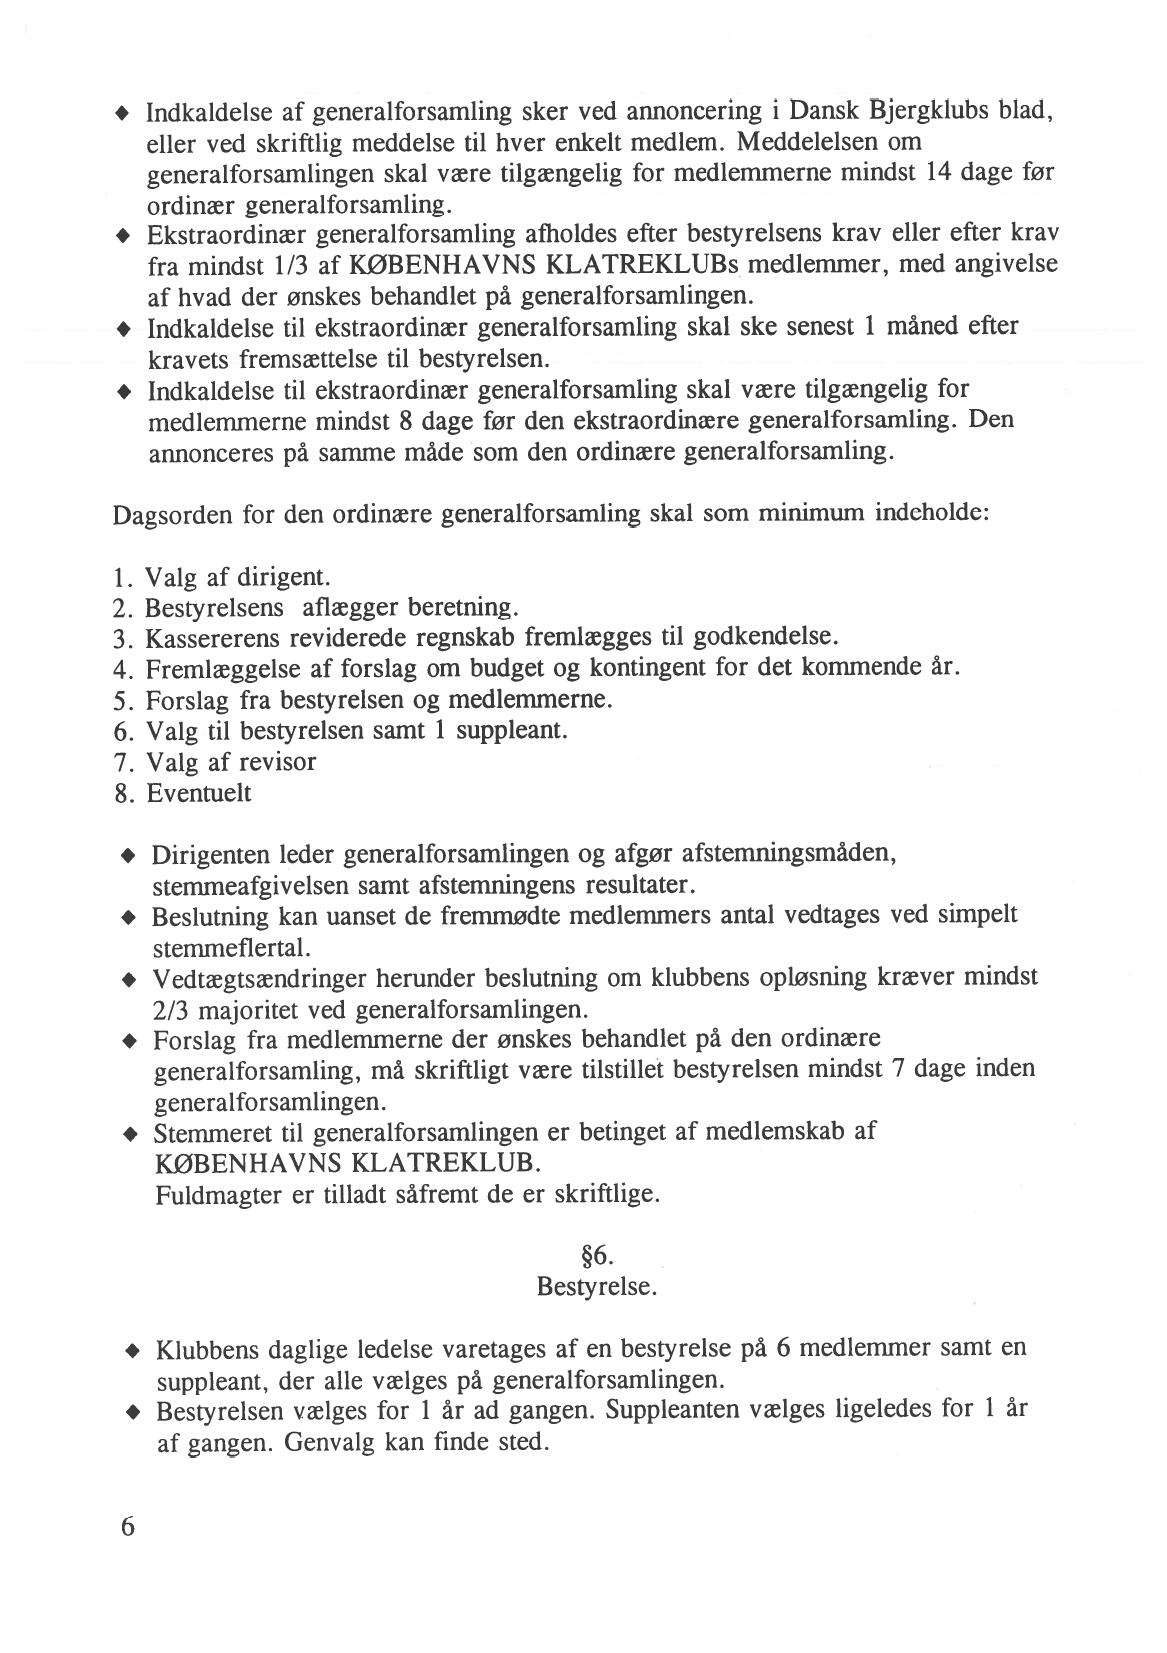 ♦ Indkaldelse af generalforsamling sker ved annoncering i Dansk Bjergklubs blad,
eller ved skriftlig meddelse til hver enkelt medlem. Meddelelsen om
generalforsamlingen skal være tilgængelig for medlemmerne mindst 14 dage før
ordinær generalforsamling.
♦ Ekstraordinær generalforsamling afholdes efter bestyrelsens krav eller efter krav
fra mindst 1/3 af KØBENHAVNS KLATREKLUBs medlemmer, med angivelse
af hvad der ønskes behandlet på generalforsamlingen.
♦ Indkaldelse til ekstraordinær generalforsamling skal ske senest 1 måned efter
kravets fremsættelse til bestyrelsen.
♦ Indkaldelse til ekstraordinær generalforsamling skal være tilgængelig for
medlemmerne mindst 8 dage før den ekstraordinære generalforsamling. Den
annonceres på samme måde som den ordinære generalforsamling.
Dagsorden for den ordinære generalforsamling skal som minimum indeholde:
1. Valg af dirigent.
2. Bestyrelsens aflægger beretning.
3. Kassererens reviderede regnskab fremlægges til godkendelse.
4. Fremlæggelse af forslag om budget og kontingent for det kommende år.
5. Forslag fra bestyrelsen og medlemmerne.
6. Valg til bestyrelsen samt 1 suppleant.
7. Valg af revisor
8. Eventuelt
♦ Dirigenten leder generalforsamlingen og afgør afstemningsmåden,
stemmeafgivelsen samt afstemningens resultater.
♦ Beslutning kan uanset de fremmødte medlemmers antal vedtages ved simpelt
stemmeflertal.
♦ Vedtægtsændringer herunder beslutning om klubbens opløsning kræver mindst
2/3 majoritet ved generalforsamlingen.
♦ Forslag fra medlemmerne der ønskes behandlet på den ordinære
generalforsamling, må skriftligt være tilstillet bestyrelsen mindst 7 dage inden
generalforsamlingen.
♦ Stemmeret til generalforsamlingen er betinget af medlemskab af
KØBENHAVNS KLATREKLUB.
Fuldmagter er tilladt såfremt de er skriftlige.
§6.
Bestyrelse.
♦ Klubbens daglige ledelse varetages af en bestyrelse på 6 medlemmer samt en
suppleant, der alle vælges på generalforsamlingen.
♦ Bestyrelsen vælges for 1 år ad gangen. Suppleanten vælges ligeledes for 1 år
af gangen. Genvalg kan finde sted.
6